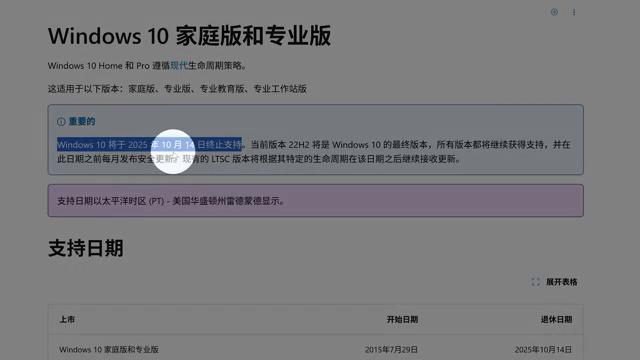 Windows 10 家庭版和专业版
Windows 10 Home 和 Pro 遵循现代生命周期策略。
这适用于以下版本：家庭版、专业版、专业教育版、专业工作站版
重要的
Windows 10 将于 2025 年 10 月 14 日终止支持。当前版本 22H2 将是 Windows 10 的最终版本，所有版本都将继续获得支持，并在
此日期之前每月发布安全更新。现有的 LTSC 版本将根据其特定的生命周期在该日期之后继续接收更新。
支持日期以太平洋时区 (PT) - 美国华盛顿州雷德蒙德显示。
支持日期
展开表格
上市 开始日期 退休日期
Windows 10 家庭版和专业版 2015年7月29日 2025年10月14日